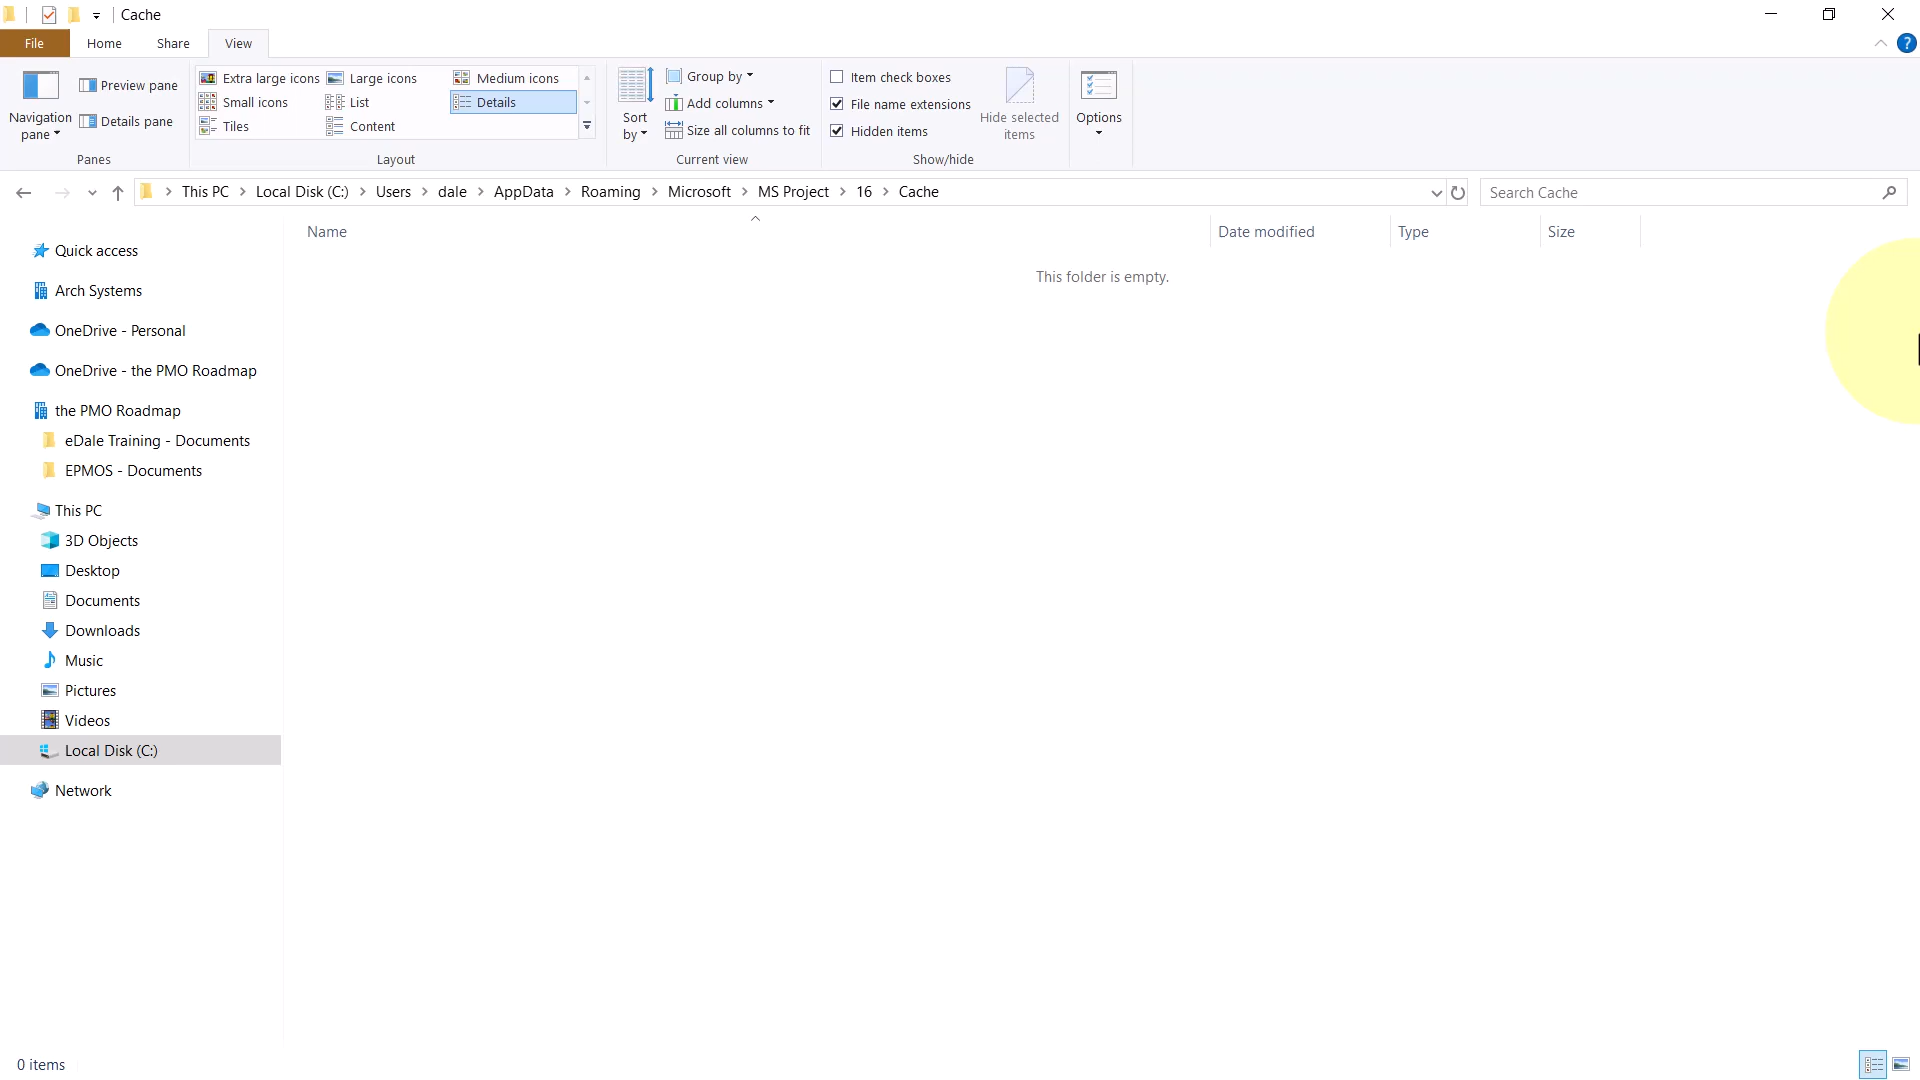 Cache
File Home Share View
Navigation pane
Preview pane
Details pane
Panes
Extra large icons Large icons Medium icons
Small icons List Details
Tiles Content
Layout
Sort by
Group by
Add columns
Size all columns to fit
Current view
Item check boxes
File name extensions
Hidden items
Hide selected items
Show/hide
Options
This PC > Local Disk (C:) > Users > dale > AppData > Roaming > Microsoft > MS Project > 16 > Cache
Search Cache
Name Date modified Type Size
This folder is empty.
Quick access
Arch Systems
OneDrive - Personal
OneDrive - the PMO Roadmap
the PMO Roadmap
eDale Training - Documents
EPMOS - Documents
This PC
3D Objects
Desktop
Documents
Downloads
Music
Pictures
Videos
Local Disk (C:)
Network
0 items